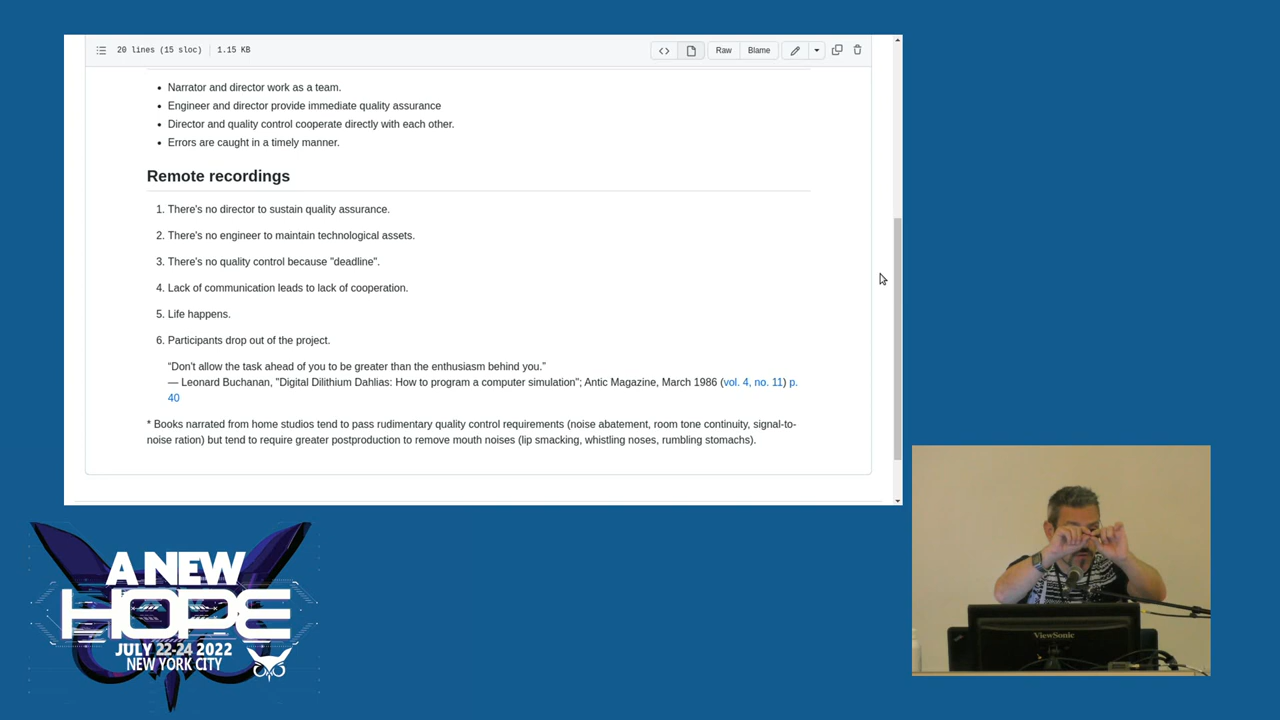 20 lines (15 sloc) 1.15 KB
Raw Blame
Narrator and director work as a team.
Engineer and director provide immediate quality assurance
Director and quality control cooperate directly with each other.
Errors are caught in a timely manner.
Remote recordings
1. There's no director to sustain quality assurance.
2. There's no engineer to maintain technological assets.
3. There's no quality control because "deadline".
4. Lack of communication leads to lack of cooperation.
5. Life happens.
6. Participants drop out of the project.
"Don't allow the task ahead of you to be greater than the enthusiasm behind you."
— Leonard Buchanan, "Digital Dilithium Dahlias: How to program a computer simulation"; Antic Magazine, March 1986 (vol. 4, no. 11) p.
40
* Books narrated from home studios tend to pass rudimentary quality control requirements (noise abatement, room tone continuity, signal-to-
noise ration) but tend to require greater postproduction to remove mouth noises (lip smacking, whistling noses, rumbling stomachs).
A NEW
HOPE
JULY 22-24 2022
NEW YORK CITY
ViewSonic